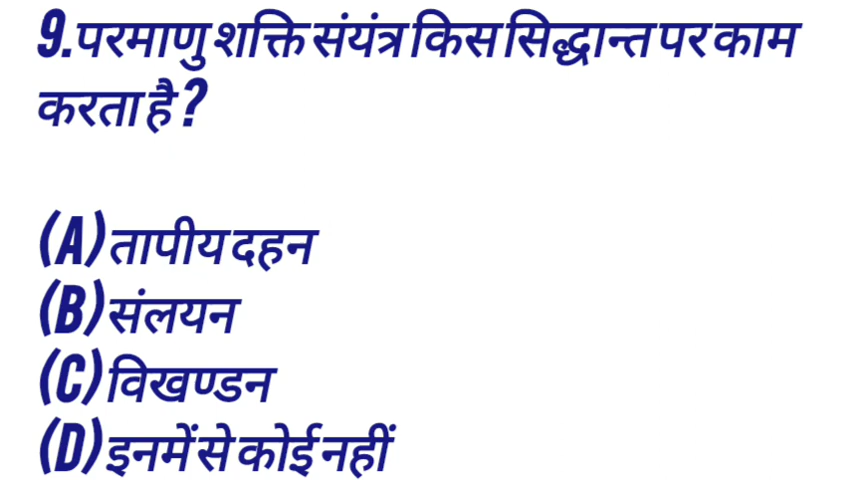 9.परमाणु शक्ति संयंत्र किस सिद्धान्त पर काम
करता है ?
(A) तापीय दहन
(B) संलयन
(C) विखण्डन
(D) इनमें से कोई नहीं